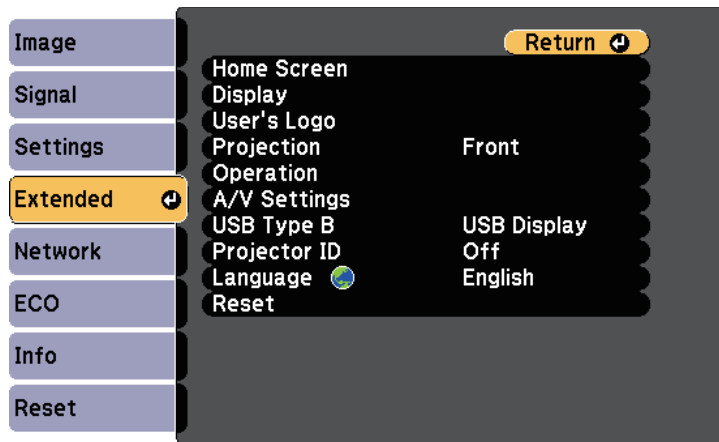 Image
Signal
Settings
Extended
Network
ECO
Info
Reset
Return
Home Screen
Display
User's Logo
Projection Front
Operation
A/V Settings
USB Type B USB Display
Projector ID Off
Language English
Reset